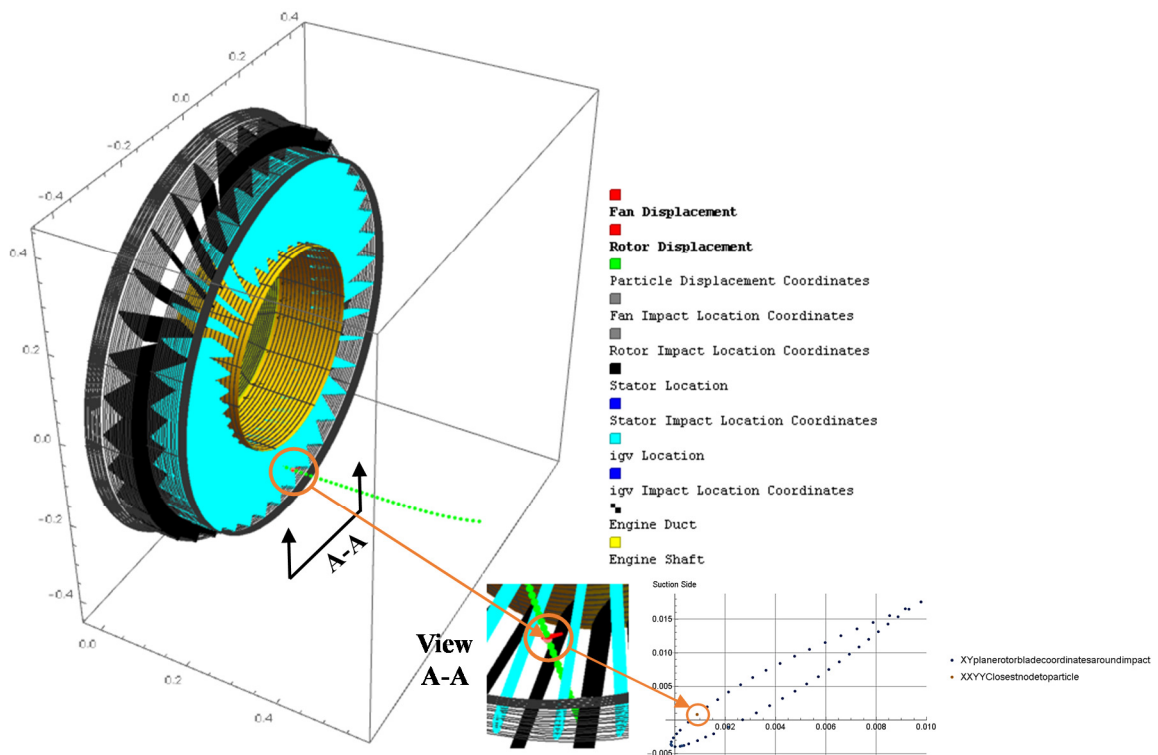 0.4
0.2
0.0
-0.2
-0.4
0.4
0.2
0.0
-0.2
-0.4
0.0
0.2
0.4
A-A
View
A-A
Fan Displacement
Rotor Displacement
Particle Displacement Coordinates
Fan Impact Location Coordinates
Rotor Impact Location Coordinates
Stator Location
Stator Impact Location Coordinates
igv Location
igv Impact Location Coordinates
Engine Duct
Engine Shaft
Suction Side
0.015
0.010
0.005
-0.005
0.002
0.004
0.006
0.008
0.010
XYplanerotorbladecoordinatesaroundimpact
XXYYClosestnodetoparticle